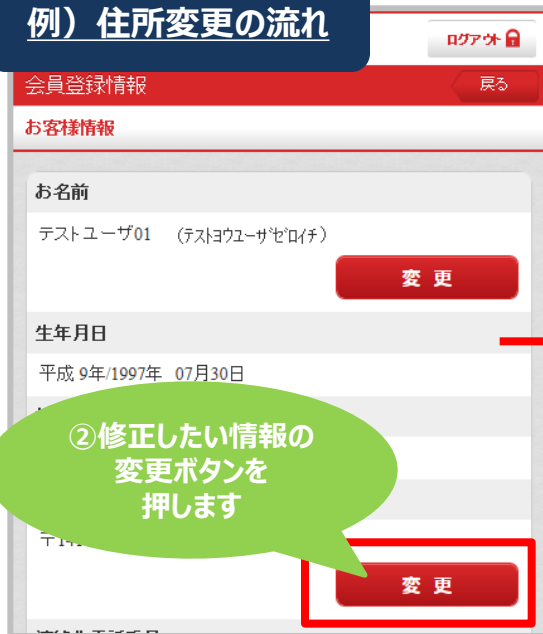 例）住所変更の流れ
ログアウト
会員登録情報
戻る
お客様情報
お名前
テストユーザ01 （ﾃｽﾄﾖｳﾕｰｻﾞｾﾞﾛｲﾁ）
変 更
生年月日
平成 9年/1997年 07月30日
②修正したい情報の
変更ボタンを
押します
変 更